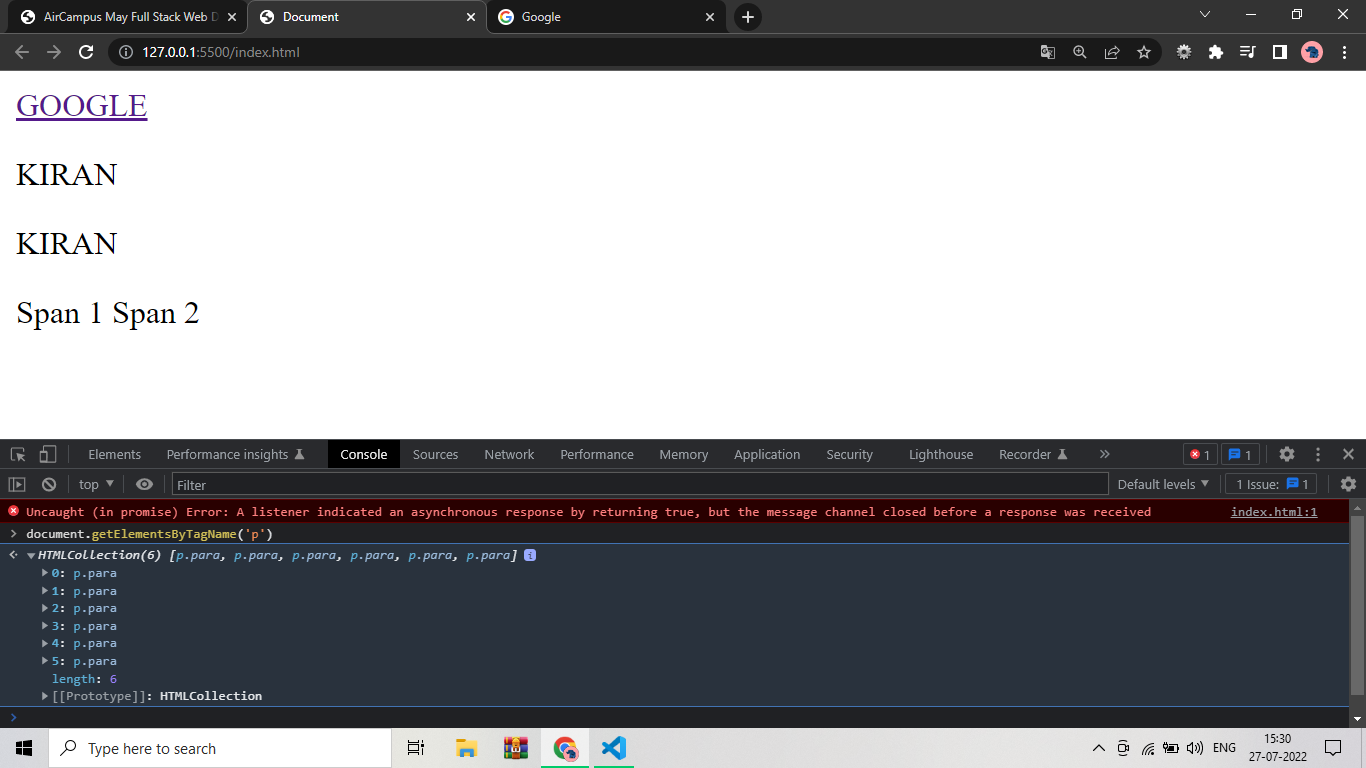 AirCampus May Full Stack Web D
Document
Google
127.0.0.1:5500/index.html
GOOGLE
KIRAN
KIRAN
Span 1 Span 2
Elements Performance insights Console Sources Network Performance Memory Application Security Lighthouse Recorder » 1 1
top Filter Default levels 1 Issue: 1
Uncaught (in promise) Error: A listener indicated an asynchronous response by returning true, but the message channel closed before a response was received index.html:1
> document.getElementsByTagName('p')
HTMLCollection(6) [p.para, p.para, p.para, p.para, p.para, p.para] i
0: p.para
1: p.para
2: p.para
3: p.para
4: p.para
5: p.para
length: 6
[[Prototype]]: HTMLCollection
>
Type here to search
ENG
15:30
27-07-2022